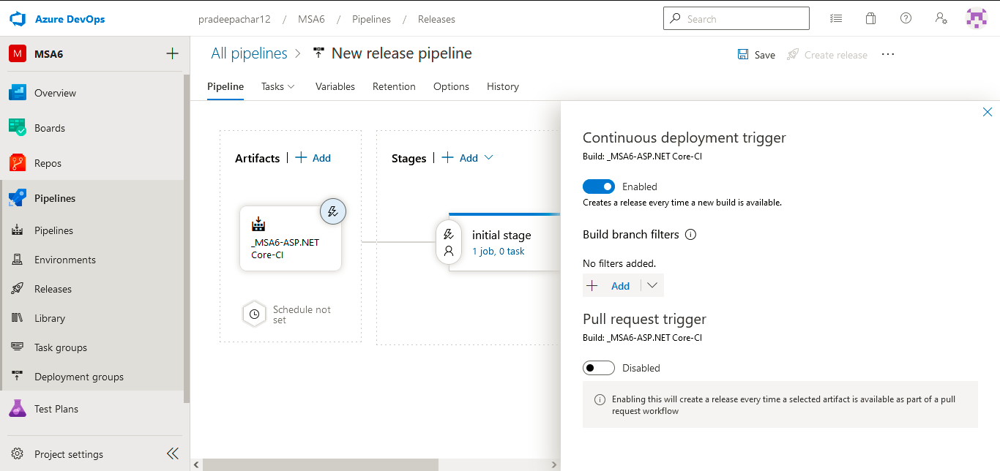 Azure DevOps
pradeepachar12 / MSA6 / Pipelines / Releases
Search
M MSA6
Overview
Boards
Repos
Pipelines
Pipelines
Environments
Releases
Library
Task groups
Deployment groups
Test Plans
Project settings
All pipelines > New release pipeline
Save
Create release
Pipeline
Tasks
Variables
Retention
Options
History
Artifacts | + Add
_MSA6-ASP.NET
Core-CI
Schedule not
set
Stages | + Add
initial stage
1 job, 0 task
Continuous deployment trigger
Build: _MSA6-ASP.NET Core-CI
Enabled
Creates a release every time a new build is available.
Build branch filters
No filters added.
+ Add
Pull request trigger
Build: _MSA6-ASP.NET Core-CI
Disabled
Enabling this will create a release every time a selected artifact is available as part of a pull
request workflow